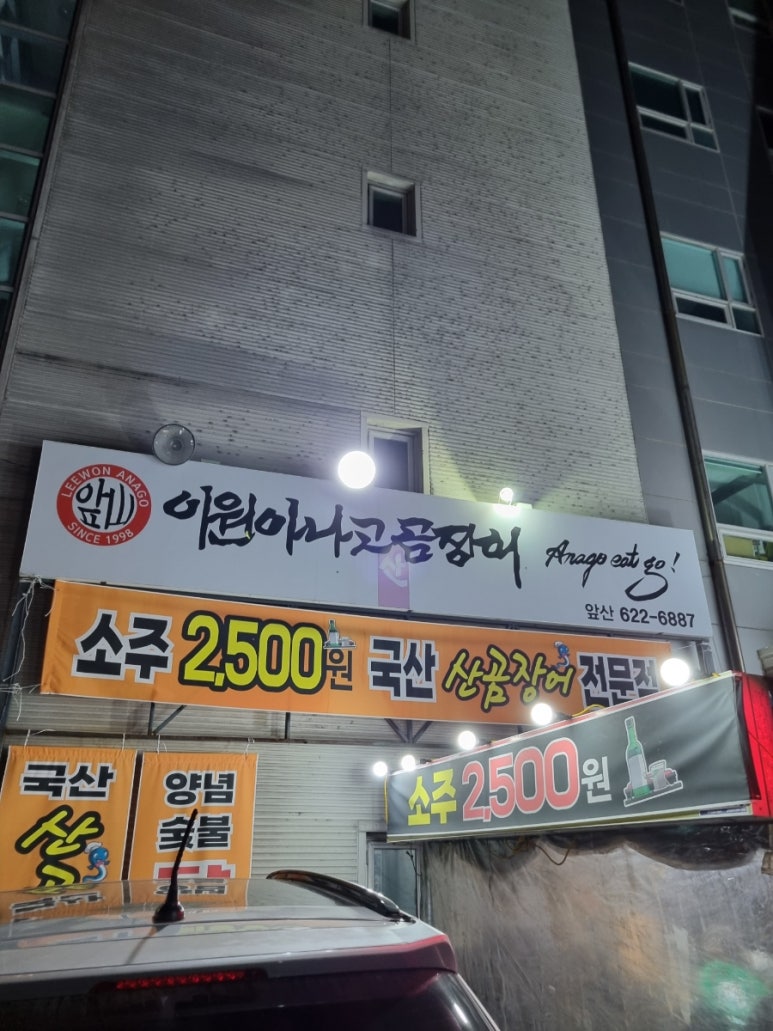 LEEWON ANAGO
앞山
SINCE 1998
이원아나고곰장어
Anago eat go!
앞산 622-6887
소주 2,500원 국산 산곰장어 전문점
소주 2,500원
국산
산
양념
숯불